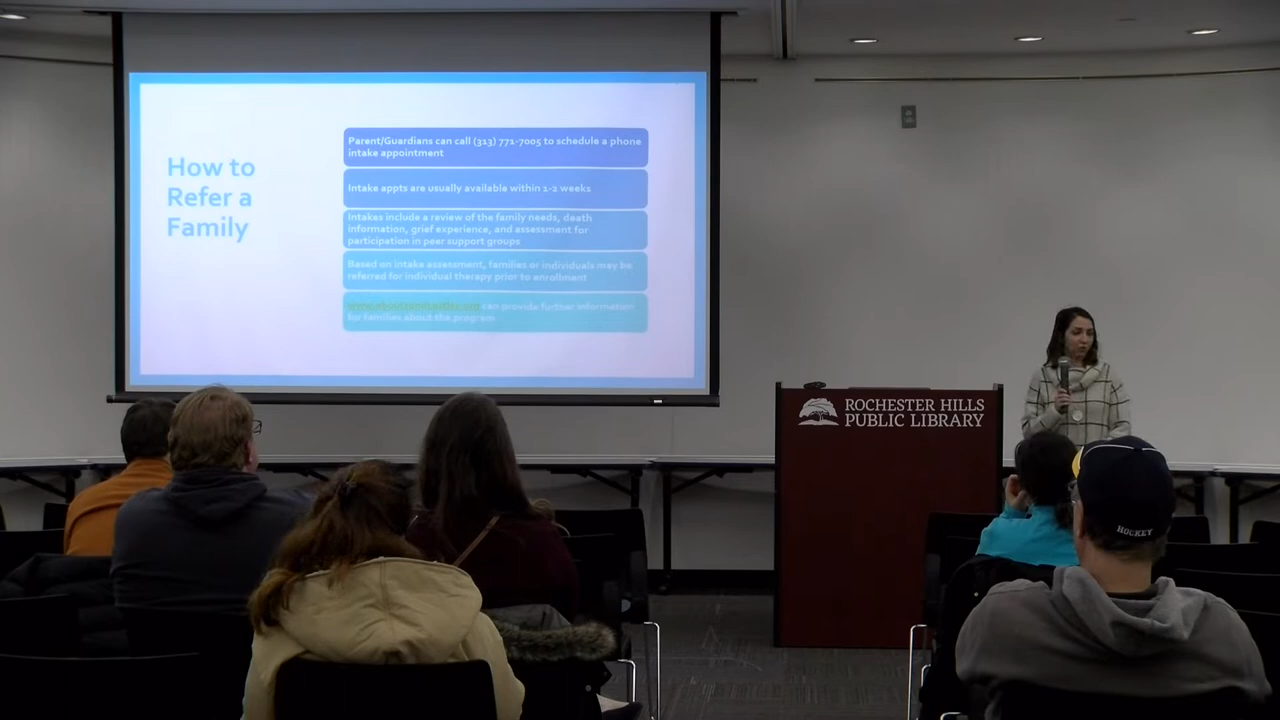 How to
Refer a
Family
Parent/Guardians can call (313) 771-7005 to schedule a phone
intake appointment
Intake appts are usually available within 1-2 weeks
Intakes include a review of the family needs, death
information, grief experience, and assessment for
participation in peer support groups
Based on intake assessment, families or individuals may be
referred for individual therapy prior to enrollment
can provide further information
for families about the program
ROCHESTER HILLS
PUBLIC LIBRARY
HOCKEY